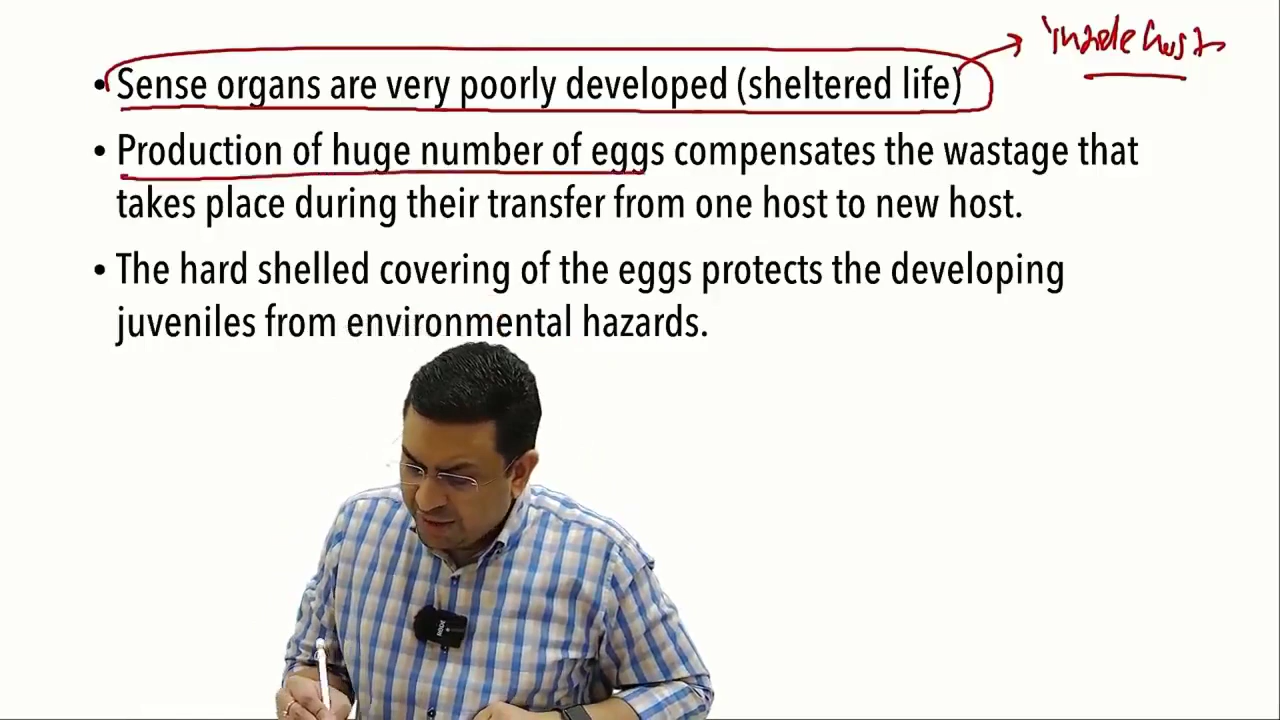 inside host
• Sense organs are very poorly developed (sheltered life)
• Production of huge number of eggs compensates the wastage that
takes place during their transfer from one host to new host.
• The hard shelled covering of the eggs protects the developing
juveniles from environmental hazards.
RODE